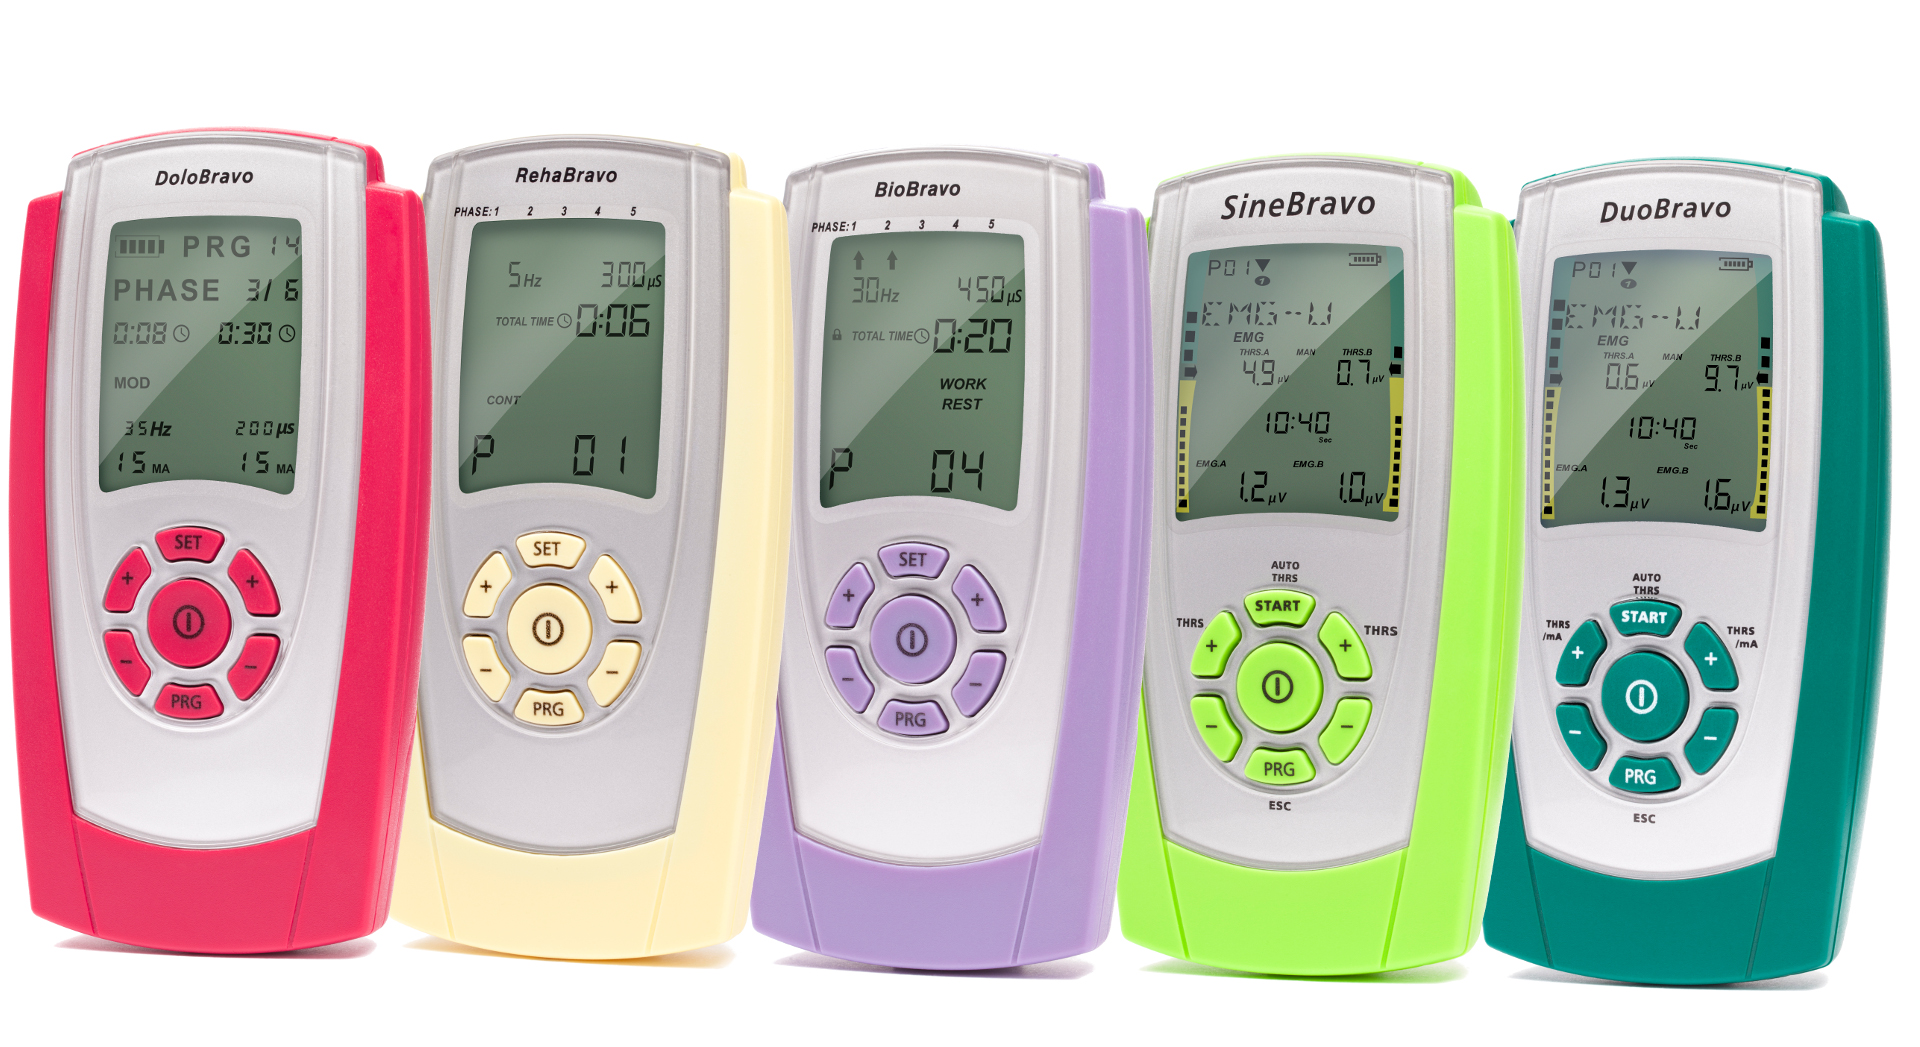 DoloBravo
PRG 14
PHASE 3/ 6
0:08 0:30
MOD
35Hz 200µs
15 MA 15 MA
SET
+ +
- -
PRG
RehaBravo
PHASE: 1 2 3 4 5
5Hz 300µS
TOTAL TIME 0:06
CONT
P 01
SET
+ +
- -
PRG
BioBravo
PHASE: 1 2 3 4 5
30Hz 450µS
TOTAL TIME 0:20
WORK
REST
P 04
SET
+ +
- -
PRG
SineBravo
P01
EMG--U
EMG
THRS.A MAN THRS.B
4.9µV 0.7µV
10:40
Sec
EMG.A EMG.B
1.2µV 1.0µV
AUTO
THRS
START
THRS THRS
+ +
- -
PRG
ESC
DuoBravo
P01
EMG--U
EMG
THRS.A MAN THRS.B
0.6µV 9.7µV
10:40
Sec
EMG.A EMG.B
1.3µV 1.6µV
AUTO
THRS
START
THRS THRS
/mA /mA
+ +
- -
PRG
ESC